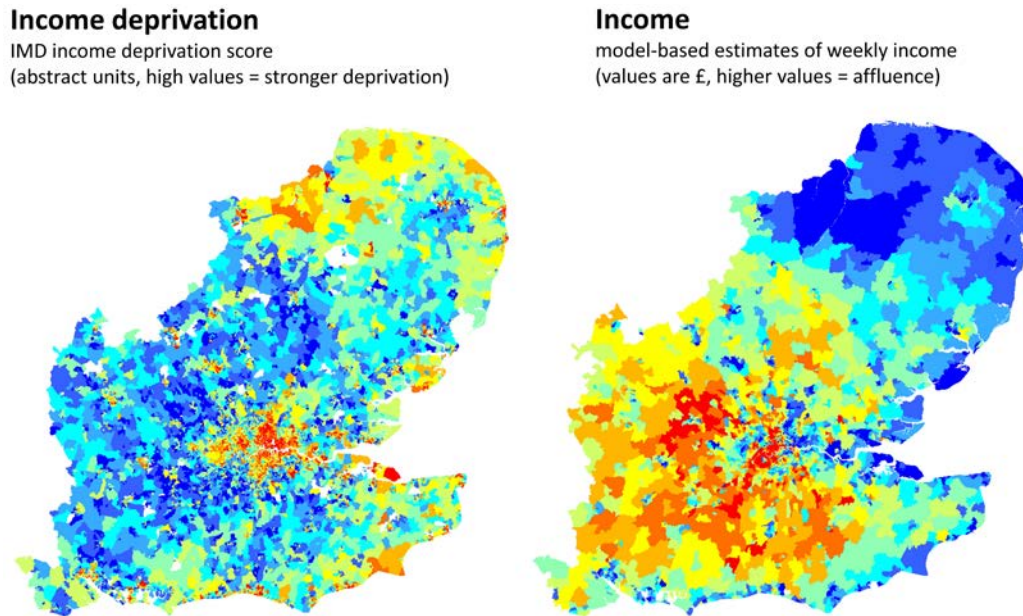 Income deprivation
IMD income deprivation score
(abstract units, high values = stronger deprivation)
Income
model-based estimates of weekly income
(values are £, higher values = affluence)